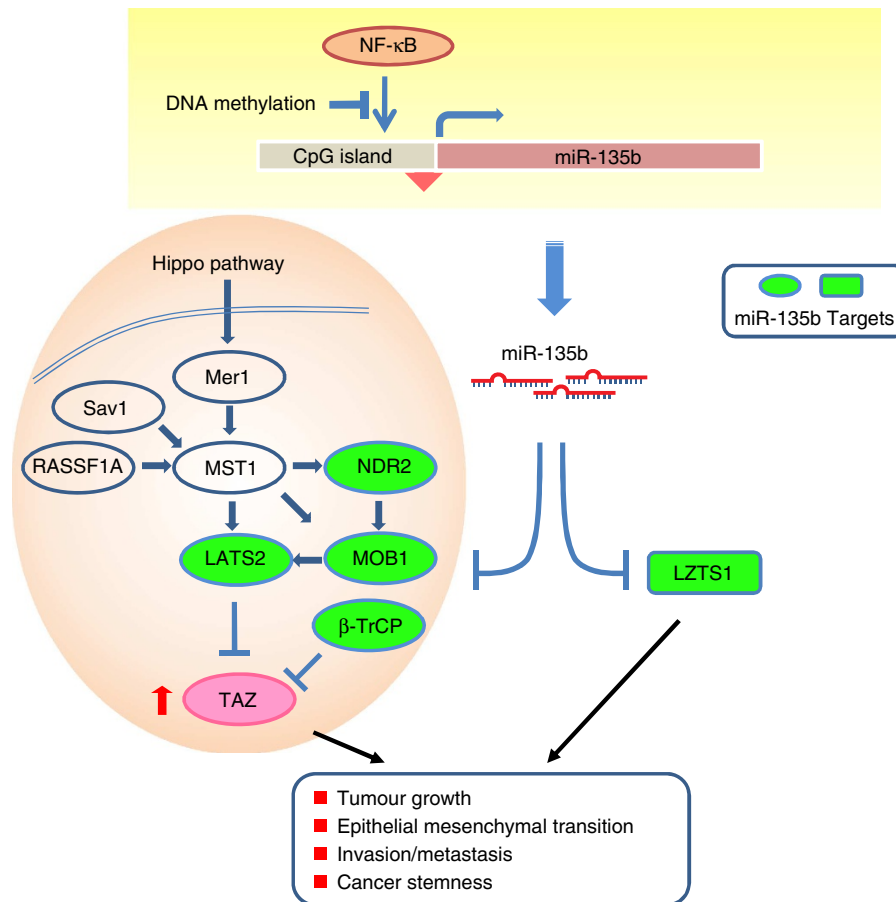 NF-κB
DNA methylation
CpG island
miR-135b
Hippo pathway
miR-135b Targets
miR-135b
Mer1
Sav1
RASSF1A
MST1
NDR2
LATS2
MOB1
LZTS1
β-TrCP
TAZ
Tumour growth
Epithelial mesenchymal transition
Invasion/metastasis
Cancer stemness